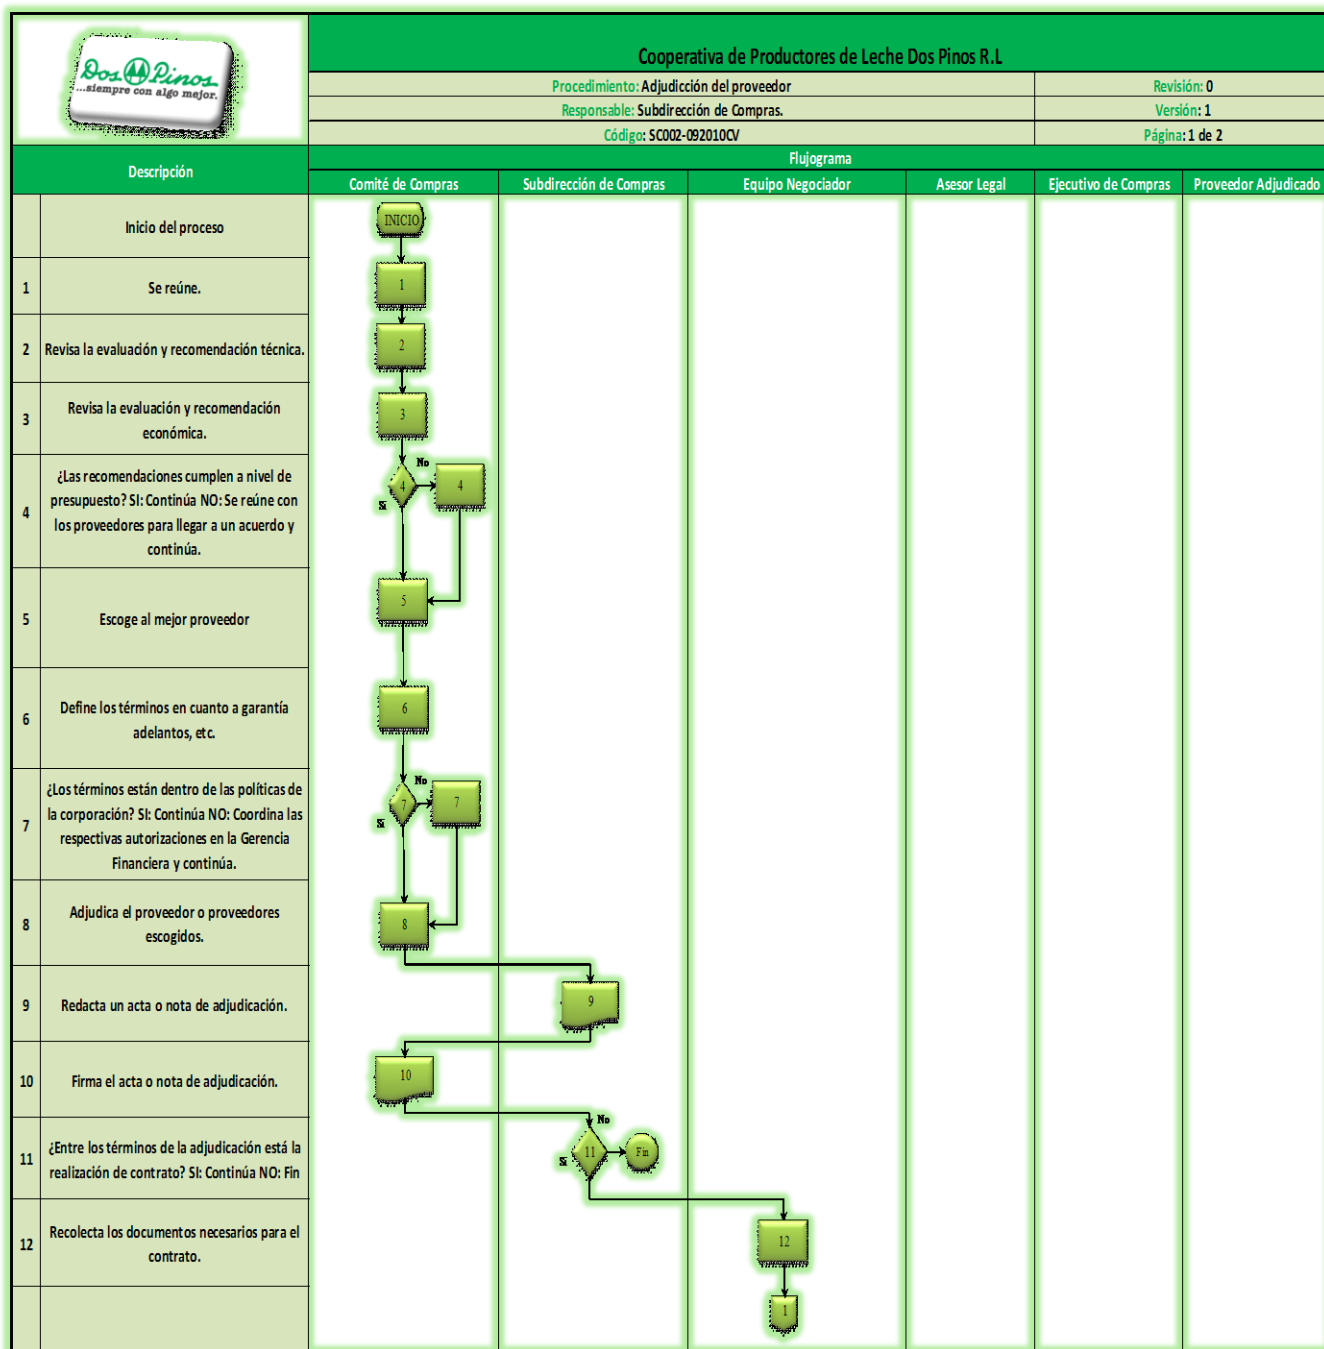 Dos Pinos
...siempre con algo mejor.
Cooperativa de Productores de Leche Dos Pinos R.L
Procedimiento: Adjudicción del proveedor
Revisión: 0
Responsable: Subdirección de Compras.
Versión: 1
Código: SC002-092010CV
Página: 1 de 2
Descripción
Flujograma
Comité de Compras
Subdirección de Compras
Equipo Negociador
Asesor Legal
Ejecutivo de Compras
Proveedor Adjudicado
Inicio del proceso
INICIO
1
Se reúne.
1
2
Revisa la evaluación y recomendación técnica.
2
3
Revisa la evaluación y recomendación
económica.
3
4
¿Las recomendaciones cumplen a nivel de
presupuesto? SI: Continúa NO: Se reúne con
los proveedores para llegar a un acuerdo y
continúa.
No
4
4
Si
5
Escoge al mejor proveedor
5
6
Define los términos en cuanto a garantía
adelantos, etc.
6
7
¿Los términos están dentro de las políticas de
la corporación? SI: Continúa NO: Coordina las
respectivas autorizaciones en la Gerencia
Financiera y continúa.
No
7
7
Si
8
Adjudica el proveedor o proveedores
escogidos.
8
9
Redacta un acta o nota de adjudicación.
9
10
Firma el acta o nota de adjudicación.
10
11
¿Entre los términos de la adjudicación está la
realización de contrato? SI: Continúa NO: Fin
No
11
Fin
Si
12
Recolecta los documentos necesarios para el
contrato.
12
1